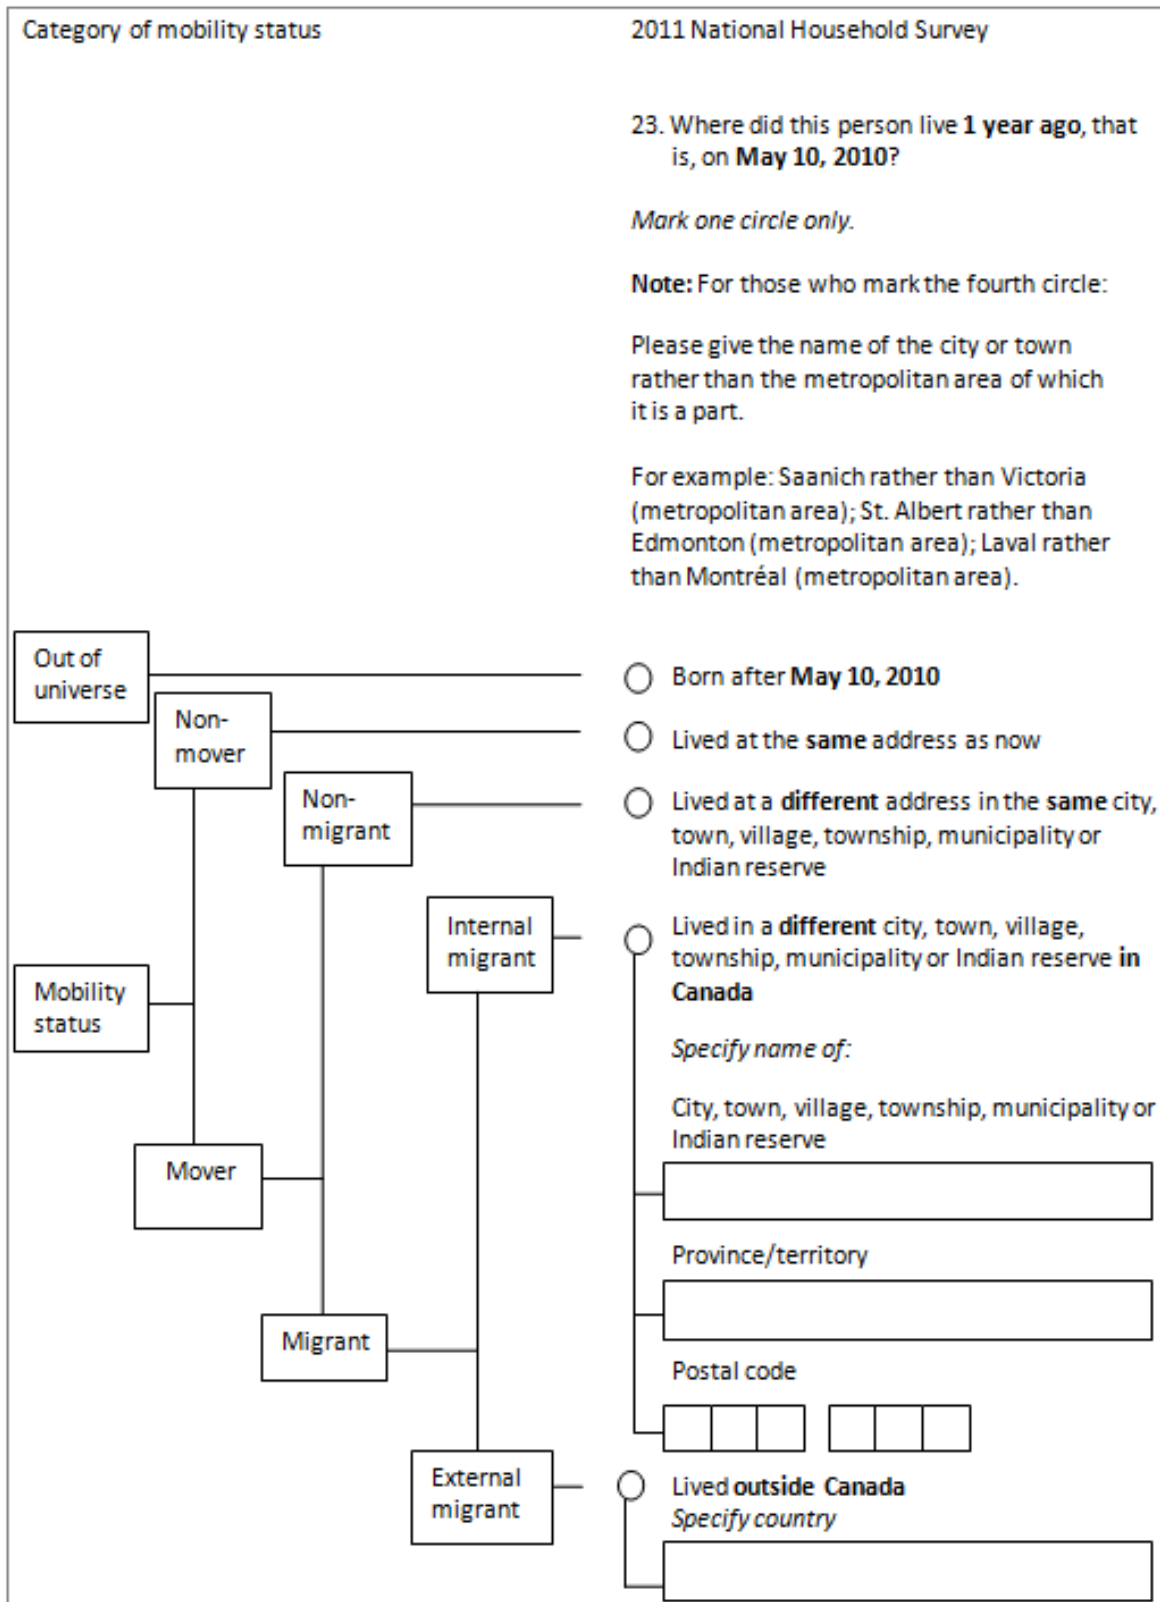 Category of mobility status
2011 National Household Survey
23. Where did this person live 1 year ago, that
is, on May 10, 2010?
Mark one circle only.
Note: For those who mark the fourth circle:
Please give the name of the city or town
rather than the metropolitan area of which
it is a part.
For example: Saanich rather than Victoria
(metropolitan area); St. Albert rather than
Edmonton (metropolitan area); Laval rather
than Montréal (metropolitan area).
Out of
universe
Born after May 10, 2010
Non-
mover
Lived at the same address as now
Non-
migrant
Lived at a different address in the same city,
town, village, township, municipality or
Indian reserve
Internal
migrant
Lived in a different city, town, village,
township, municipality or Indian reserve in
Canada
Mobility
status
Specify name of:
City, town, village, township, municipality or
Indian reserve
Mover
Province/territory
Migrant
Postal code
External
migrant
Lived outside Canada
Specify country